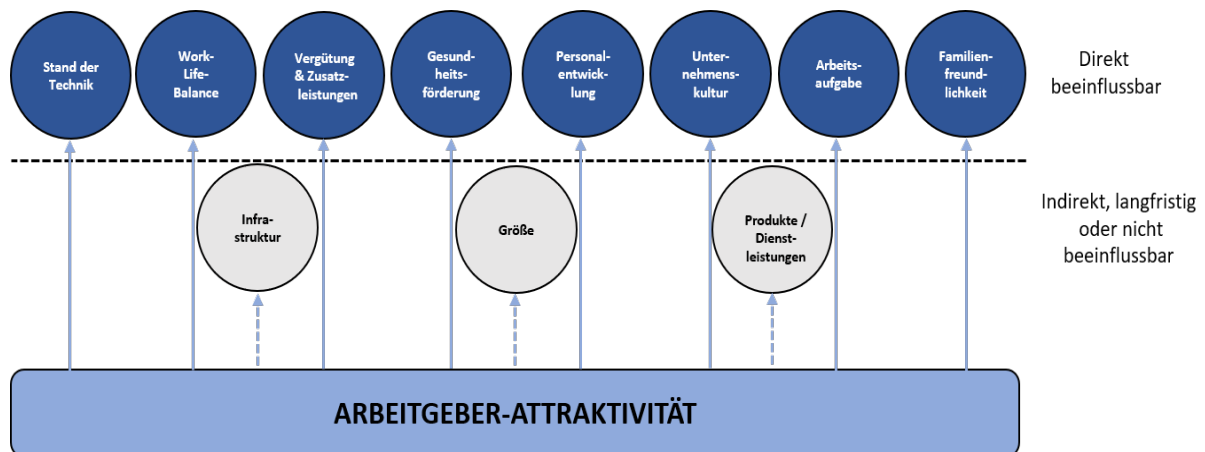 Stand der
Technik
Work-
Life-
Balance
Vergütung
& Zusatz-
leistungen
Gesund-
heits-
förderung
Personal-
entwick-
lung
Unter-
nehmens-
kultur
Arbeits-
aufgabe
Familien-
freund-
lichkeit
Direkt
beeinflussbar
Infra-
struktur
Größe
Produkte /
Dienst-
leistungen
Indirekt, langfristig
oder nicht
beeinflussbar
ARBEITGEBER-ATTRAKTIVITÄT